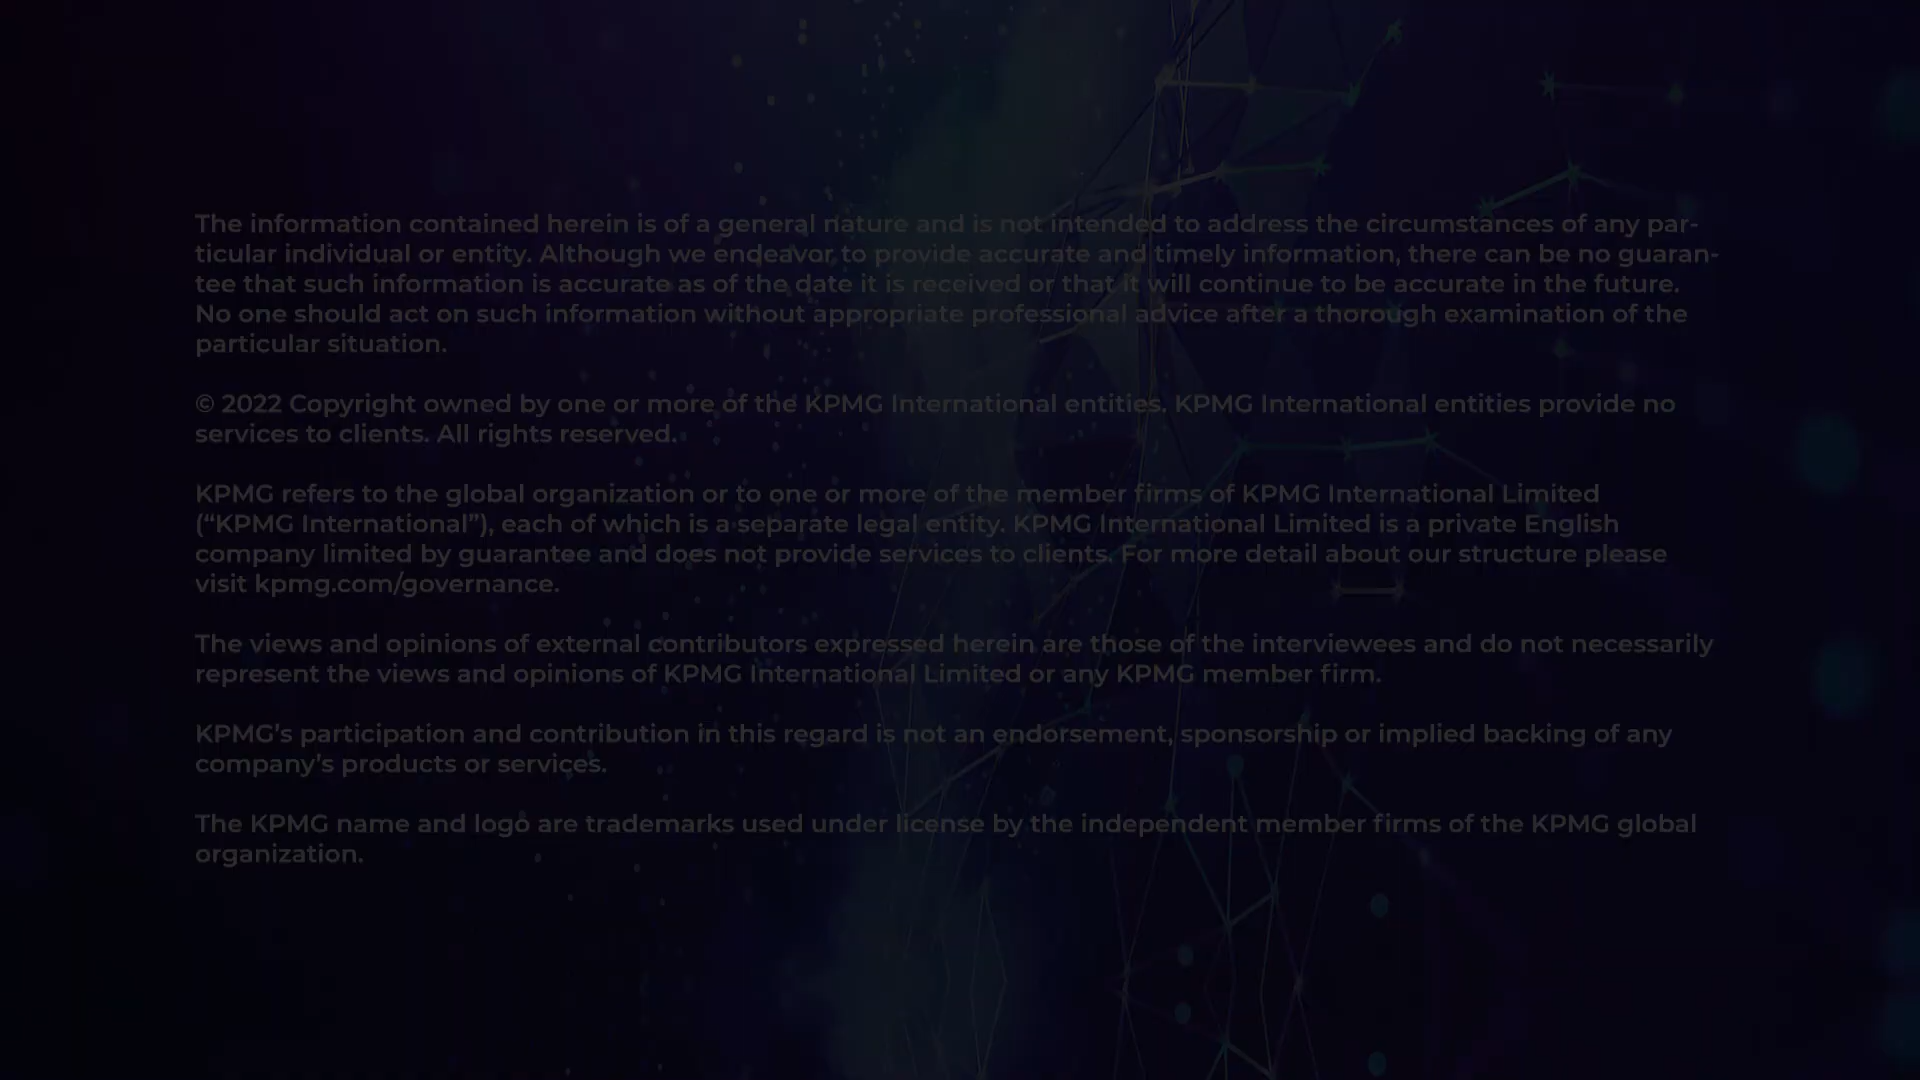 The information contained herein is of a general nature and is not intended to address the circumstances of any par-
ticular individual or entity. Although we endeavor to provide accurate and timely information, there can be no guaran-
tee that such information is accurate as of the date it is received or that it will continue to be accurate in the future.
No one should act on such information without appropriate professional advice after a thorough examination of the
particular situation.
© 2022 Copyright owned by one or more of the KPMG International entities. KPMG International entities provide no
services to clients. All rights reserved.
KPMG refers to the global organization or to one or more of the member firms of KPMG International Limited
(“KPMG International”), each of which is a separate legal entity. KPMG International Limited is a private English
company limited by guarantee and does not provide services to clients. For more detail about our structure please
visit kpmg.com/governance.
The views and opinions of external contributors expressed herein are those of the interviewees and do not necessarily
represent the views and opinions of KPMG International Limited or any KPMG member firm.
KPMG’s participation and contribution in this regard is not an endorsement, sponsorship or implied backing of any
company’s products or services.
The KPMG name and logo are trademarks used under license by the independent member firms of the KPMG global
organization.